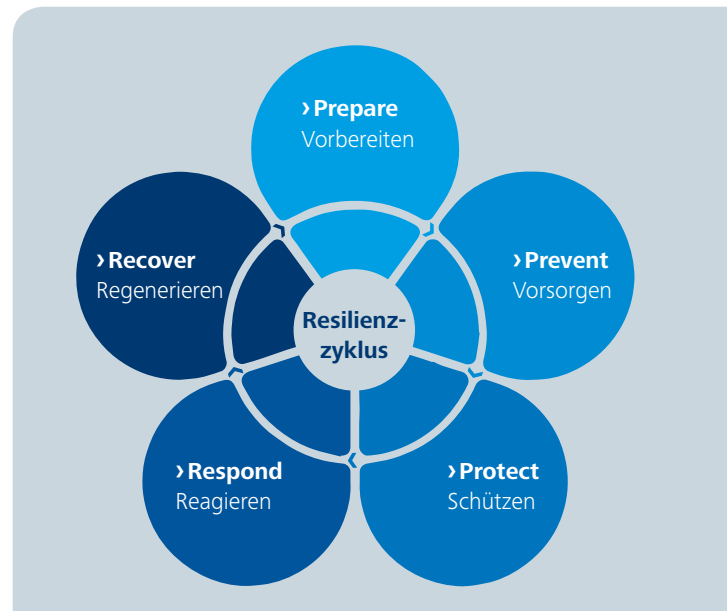 › Prepare
Vorbereiten
› Prevent
Vorsorgen
› Protect
Schützen
› Respond
Reagieren
› Recover
Regenerieren
Resilienz-
zyklus